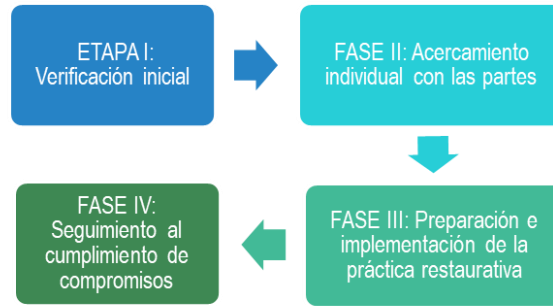 ETAPA I:
Verificación inicial
FASE II: Acercamiento
individual con las partes
FASE III: Preparación e
implementación de la
práctica restaurativa
FASE IV:
Seguimiento al
cumplimiento de
compromisos